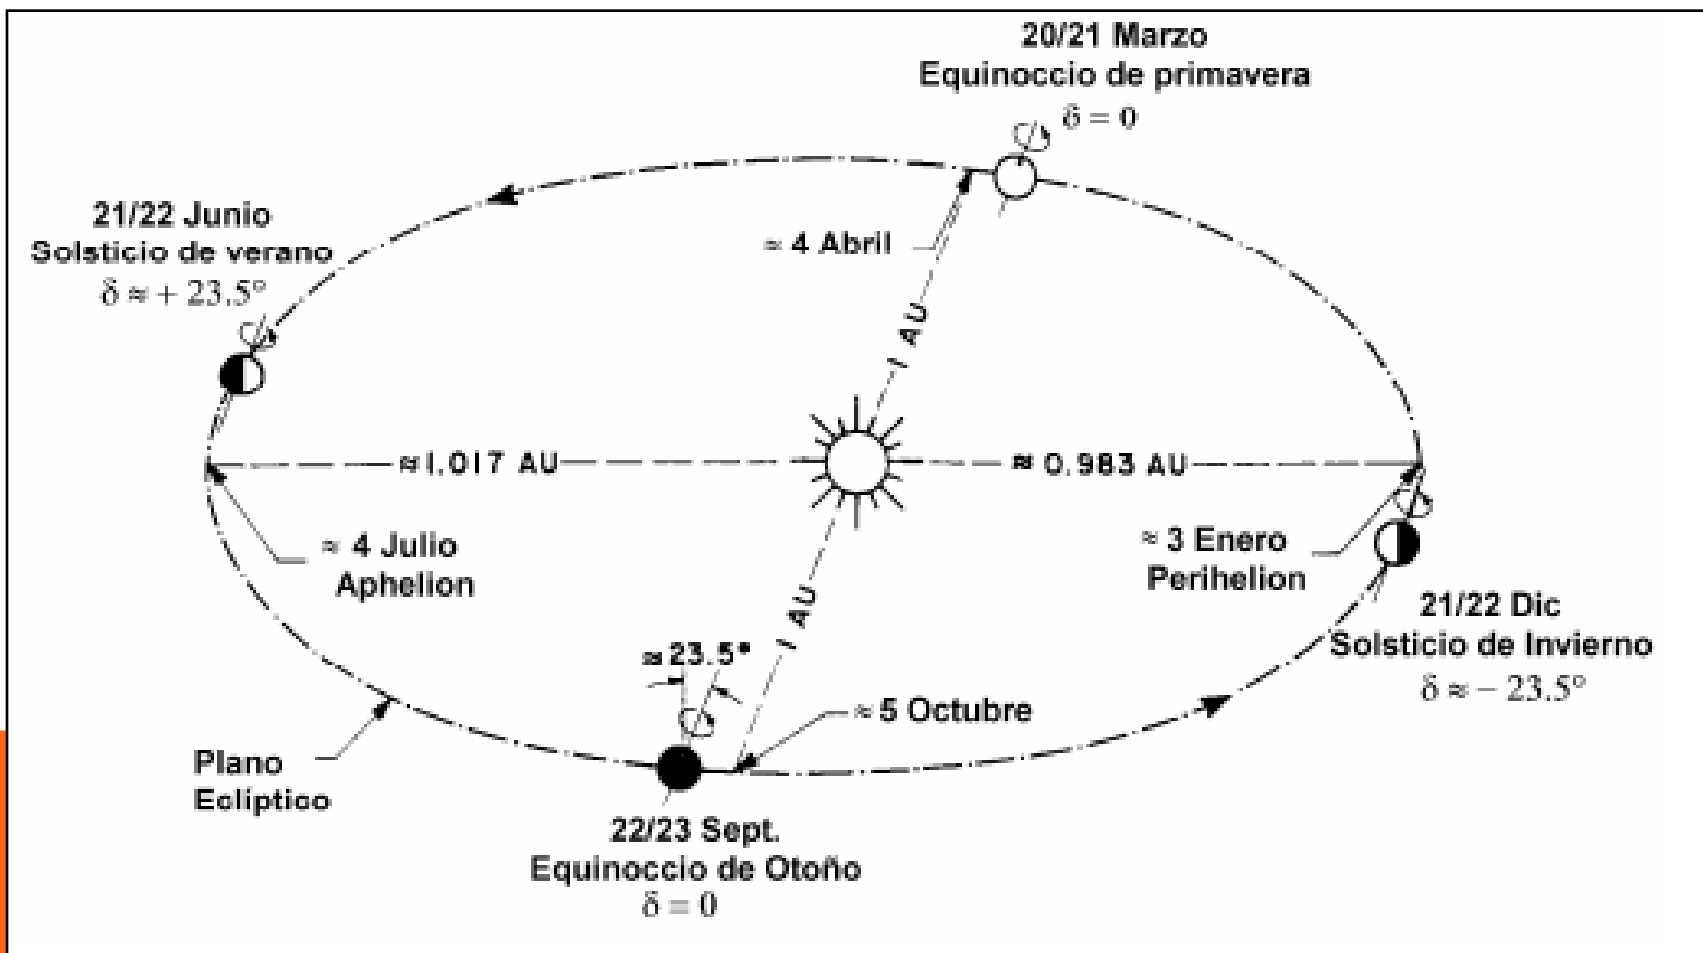 20/21 Marzo
Equinoccio de primavera
δ = 0
21/22 Junio
Solsticio de verano
δ ≈ + 23.5°
≈ 4 Abril
1 AU
≈1.017 AU
≈ 0.983 AU
≈ 4 Julio
Aphelion
≈ 3 Enero
Perihelion
1 AU
21/22 Dic
Solsticio de Invierno
δ ≈ − 23.5°
≈23.5°
≈ 5 Octubre
Plano
Eclíptico
22/23 Sept.
Equinoccio de Otoño
δ = 0